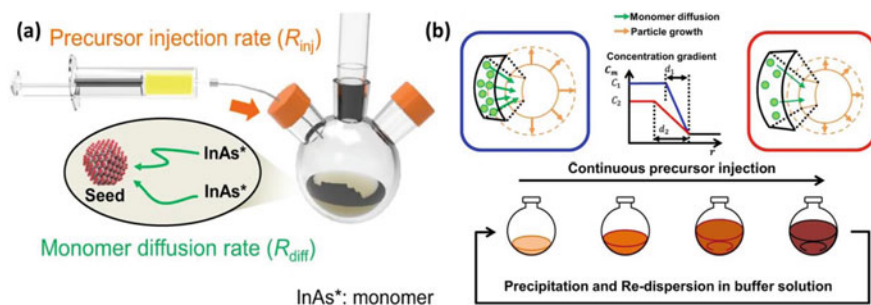 (a)
Precursor injection rate (Rinj)
InAs*
Seed
InAs*
Monomer diffusion rate (Rdiff)
InAs*: monomer
(b)
Monomer diffusion
Particle growth
Concentration gradient
Cm
d1
C1
C2
d2
r
Continuous precursor injection
Precipitation and Re-dispersion in buffer solution